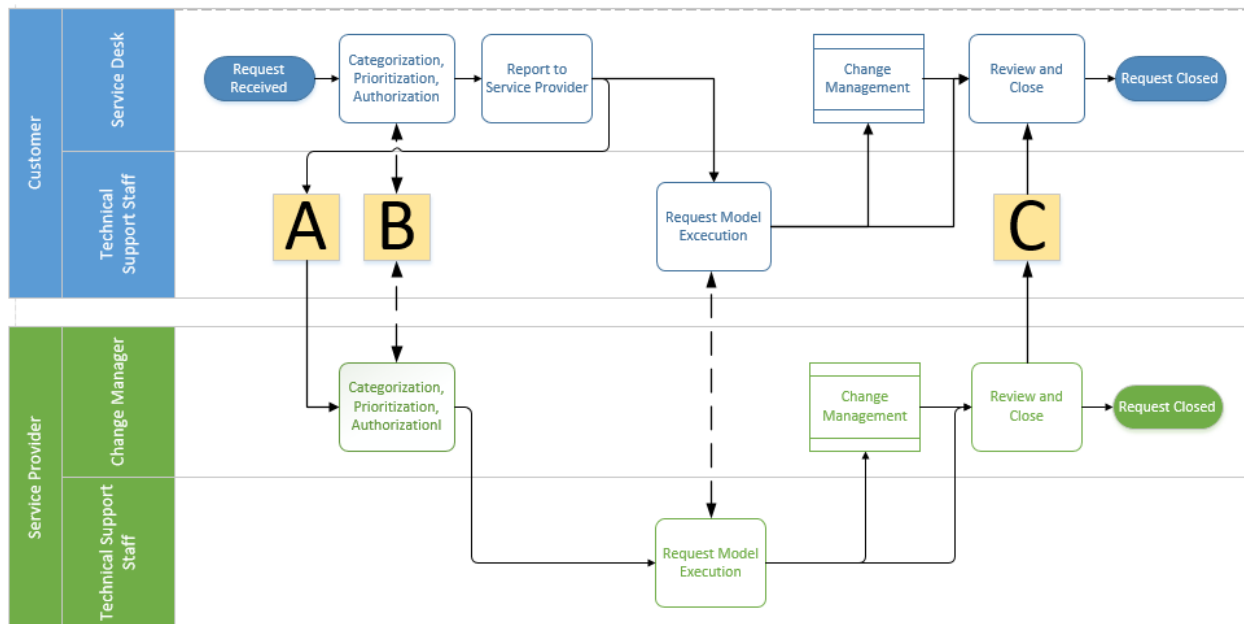 Customer
Service Desk
Request
Received
Categorization,
Prioritization,
Authorization
Report to
Service Provider
Change
Management
Review and
Close
Request Closed
Technical
Support Staff
A
B
Request Model
Excecution
C
Service Provider
Change Manager
Categorization,
Prioritization,
AuthorizationI
Change
Management
Review and
Close
Request Closed
Technical Support
Staff
Request Model
Execution